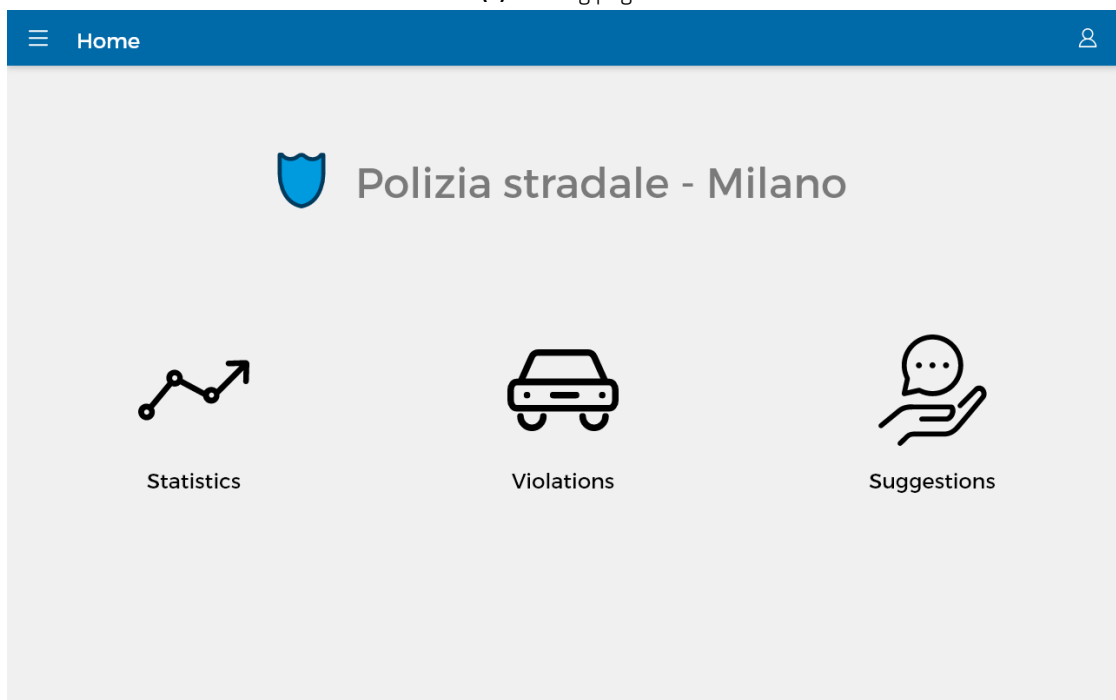 Home
Polizia stradale - Milano
Statistics
Violations
Suggestions